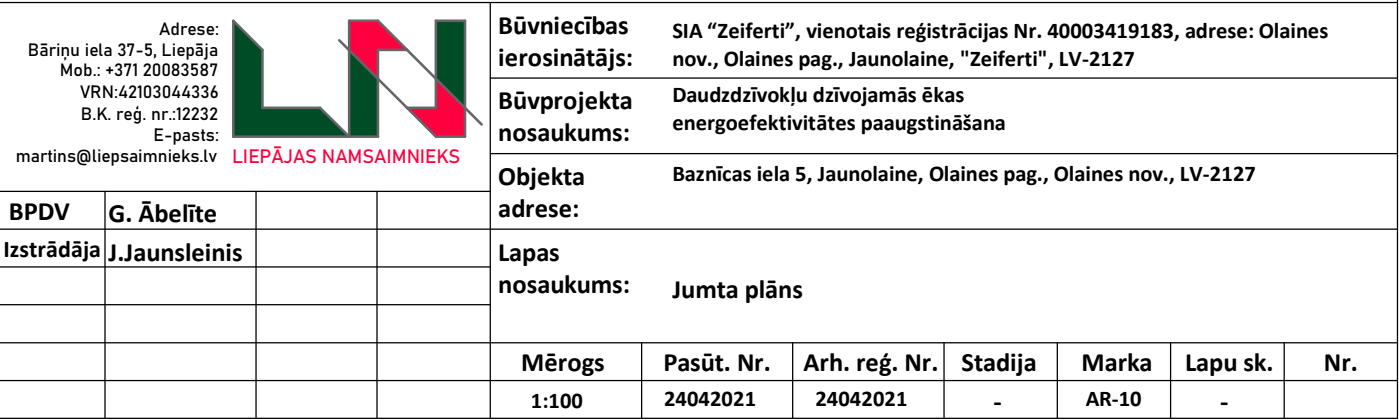 Adrese:
Bāriņu iela 37-5, Liepāja
Mob.: +371 20083587
VRN:42103044336
B.K. reģ. nr.:12232
E-pasts:
martins@liepsaimnieks.lv
LIEPĀJAS NAMSAIMNIEKS
BPDV G. Ābelīte
Izstrādāja J.Jaunsleinis
Būvniecības
ierosinātājs:
SIA “Zeiferti”, vienotais reģistrācijas Nr. 40003419183, adrese: Olaines
nov., Olaines pag., Jaunolaine, "Zeiferti", LV-2127
Būvprojekta
nosaukums:
Daudzdzīvokļu dzīvojamās ēkas
energoefektivitātes paaugstināšana
Objekta
adrese:
Baznīcas iela 5, Jaunolaine, Olaines pag., Olaines nov., LV-2127
Lapas
nosaukums:
Jumta plāns
Mērogs Pasūt. Nr. Arh. reģ. Nr. Stadija Marka Lapu sk. Nr.
1:100 24042021 24042021 - AR-10 -